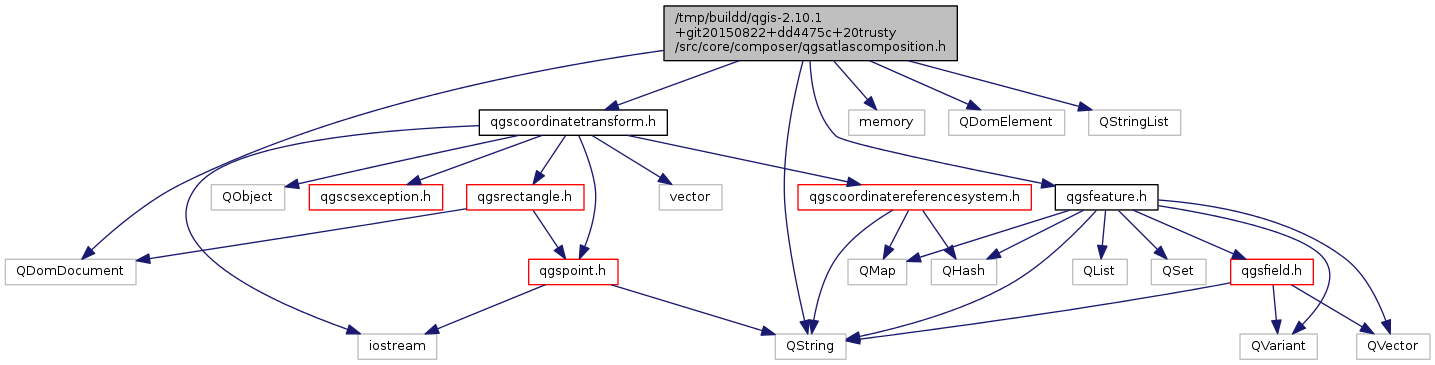 /tmp/buildd/qgis-2.10.1
+git20150822+dd4475c+20trusty
/src/core/composer/qgsatlascomposition.h
qgscoordinatetransform.h
memory
QDomElement
QStringList
QObject
qgscsexception.h
qgsrectangle.h
vector
qgscoordinatereferencesystem.h
qgsfeature.h
QDomDocument
qgspoint.h
QMap
QHash
QList
QSet
qgsfield.h
iostream
QString
QVariant
QVector